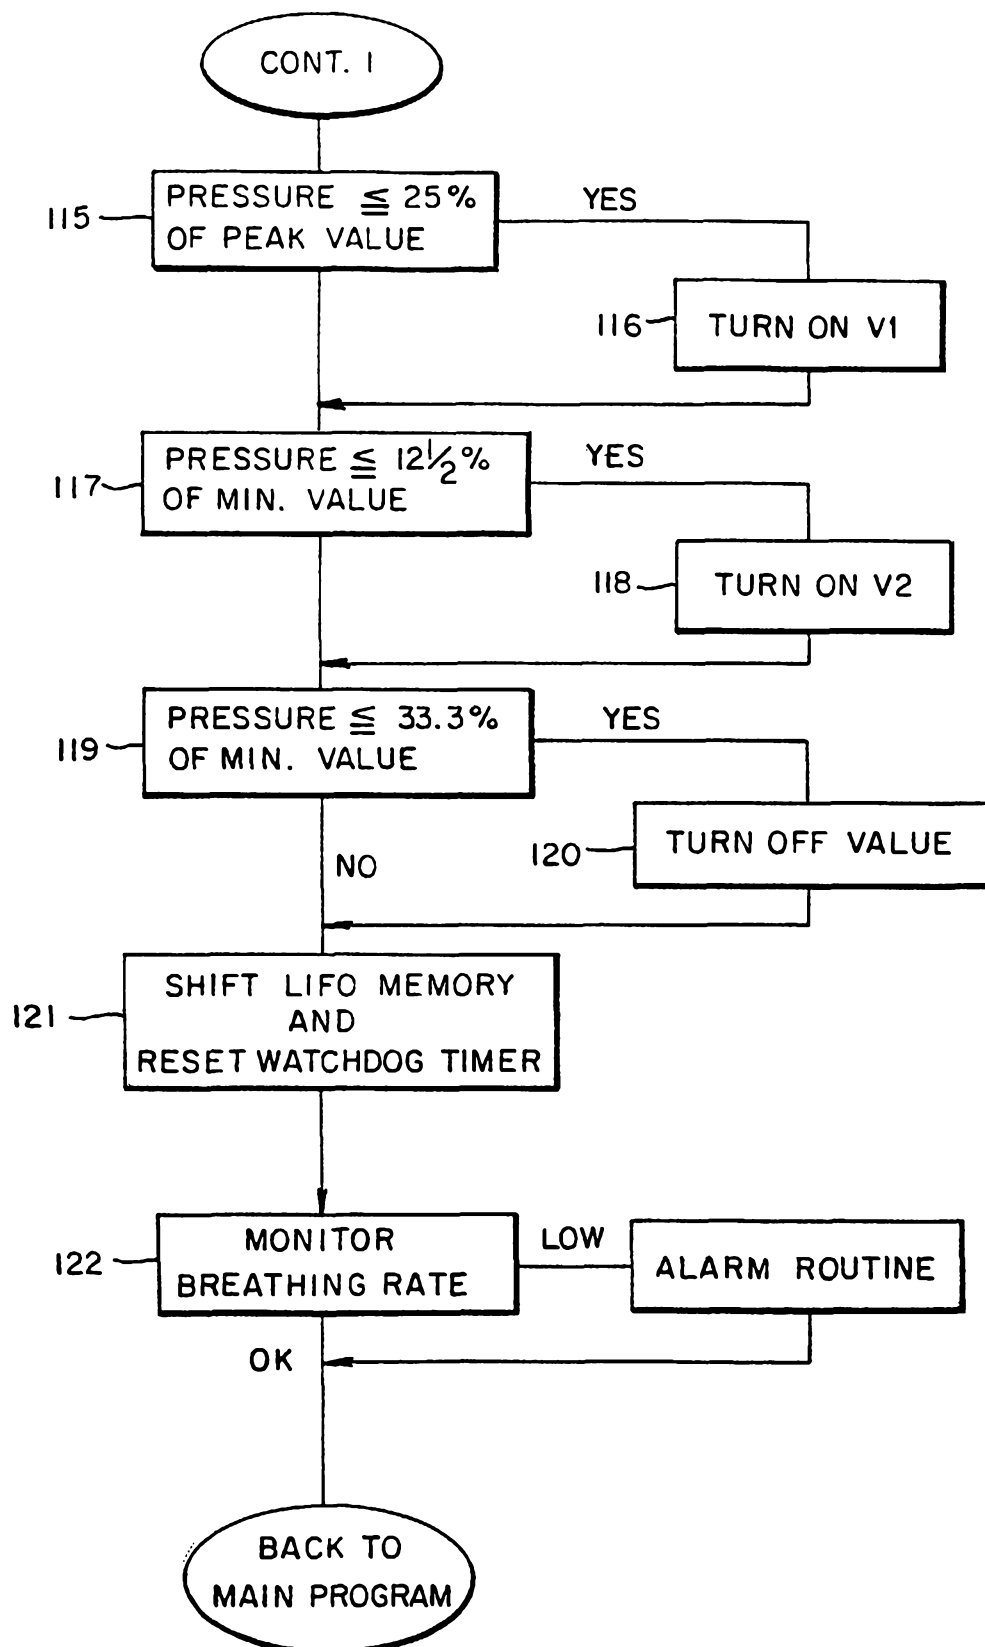 CONT. 1
115
PRESSURE ≦ 25%
OF PEAK VALUE
YES
116
TURN ON V1
117
PRESSURE ≦ 12½%
OF MIN. VALUE
YES
118
TURN ON V2
119
PRESSURE ≦ 33.3%
OF MIN. VALUE
YES
120
TURN OFF VALUE
NO
121
SHIFT LIFO MEMORY
AND
RESET WATCHDOG TIMER
122
MONITOR
BREATHING RATE
LOW
ALARM ROUTINE
OK
BACK TO
MAIN PROGRAM